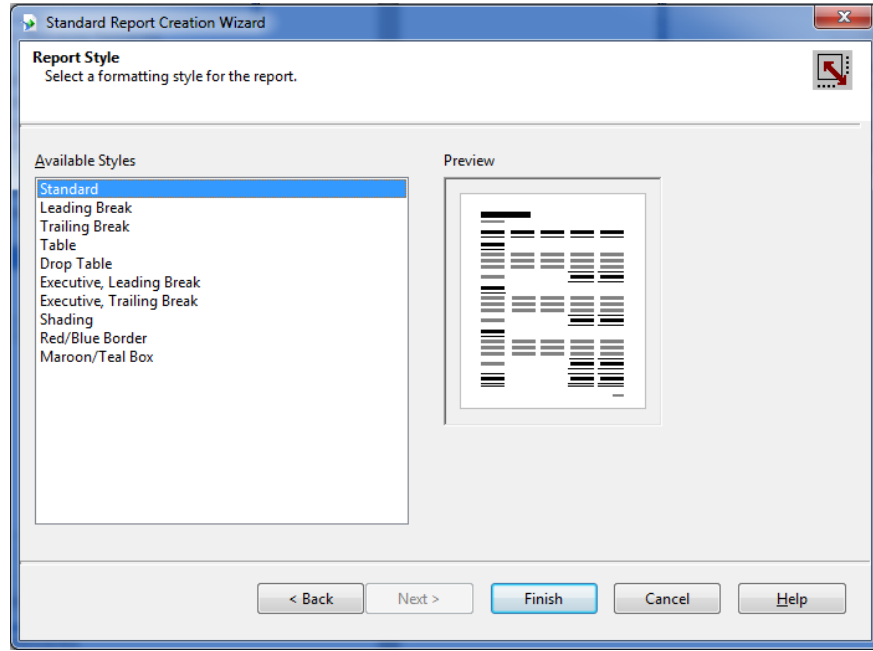 Standard Report Creation Wizard
x
Report Style
Select a formatting style for the report.
Available Styles
Preview
Standard
Leading Break
Trailing Break
Table
Drop Table
Executive, Leading Break
Executive, Trailing Break
Shading
Red/Blue Border
Maroon/Teal Box
< Back
Next >
Finish
Cancel
Help